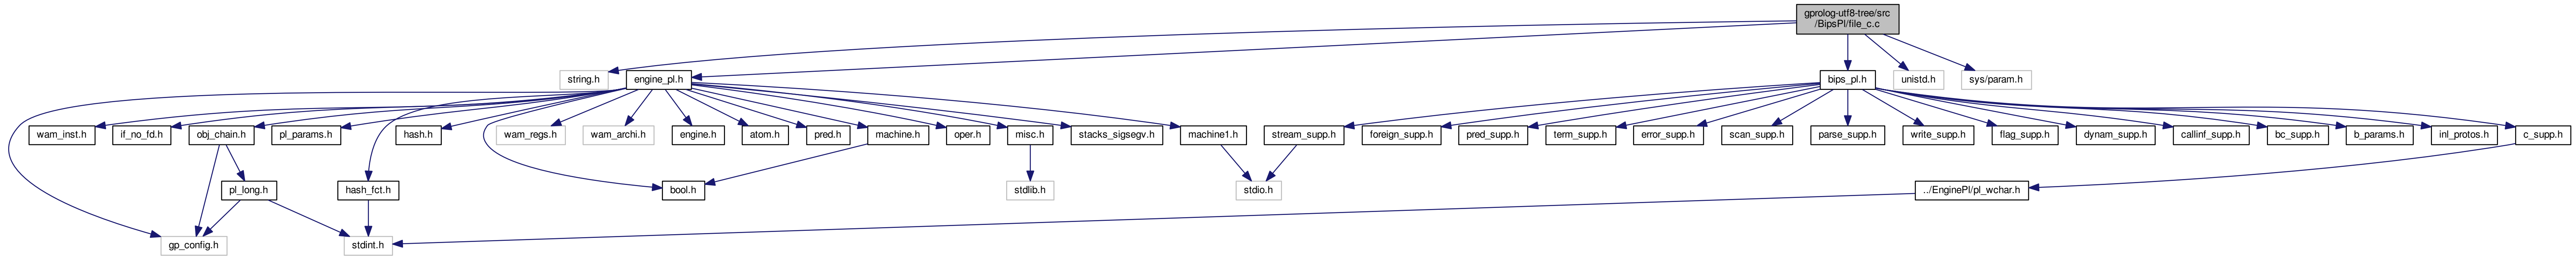 gprolog-utf8-tree/src
/BipsPl/file_c.c
string.h
engine_pl.h
bips_pl.h
unistd.h
sys/param.h
wam_inst.h
if_no_fd.h
obj_chain.h
pl_params.h
hash.h
wam_regs.h
wam_archi.h
engine.h
atom.h
pred.h
machine.h
oper.h
misc.h
stacks_sigsegv.h
machine1.h
stream_supp.h
foreign_supp.h
pred_supp.h
term_supp.h
error_supp.h
scan_supp.h
parse_supp.h
write_supp.h
flag_supp.h
dynam_supp.h
callinf_supp.h
bc_supp.h
b_params.h
inl_protos.h
c_supp.h
pl_long.h
hash_fct.h
bool.h
stdlib.h
stdio.h
../EnginePl/pl_wchar.h
gp_config.h
stdint.h